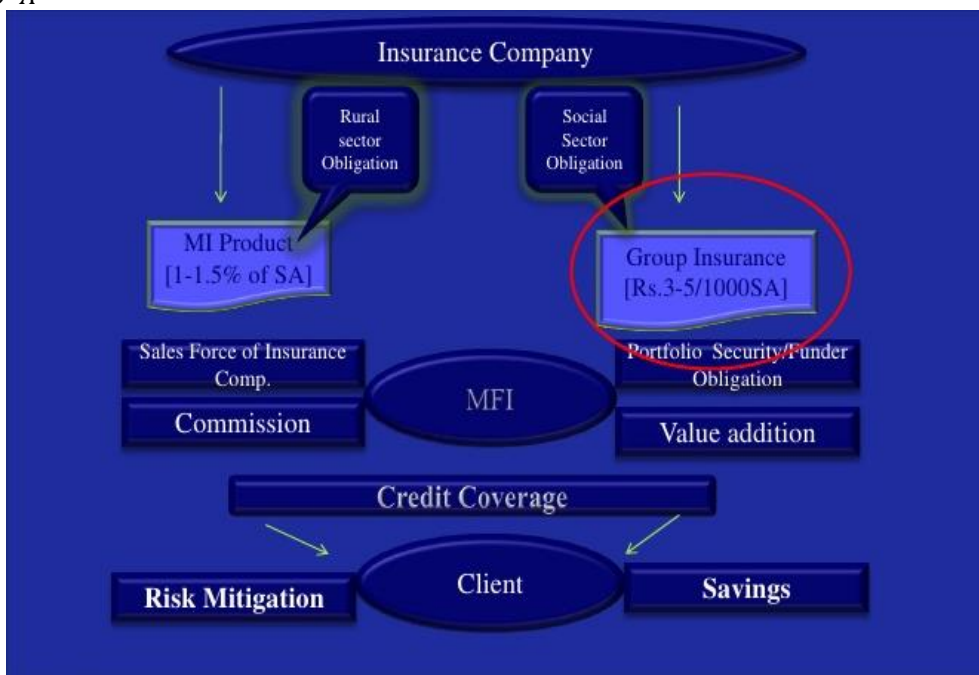 Insurance Company
Rural
sector
Obligation
Social
Sector
Obligation
MI Product
[1-1.5% of SA]
Group Insurance
[Rs.3-5/1000SA]
Sales Force of Insurance
Comp.
Portfolio Security/Funder
Obligation
MFI
Commission
Value addition
Credit Coverage
Client
Risk Mitigation
Savings